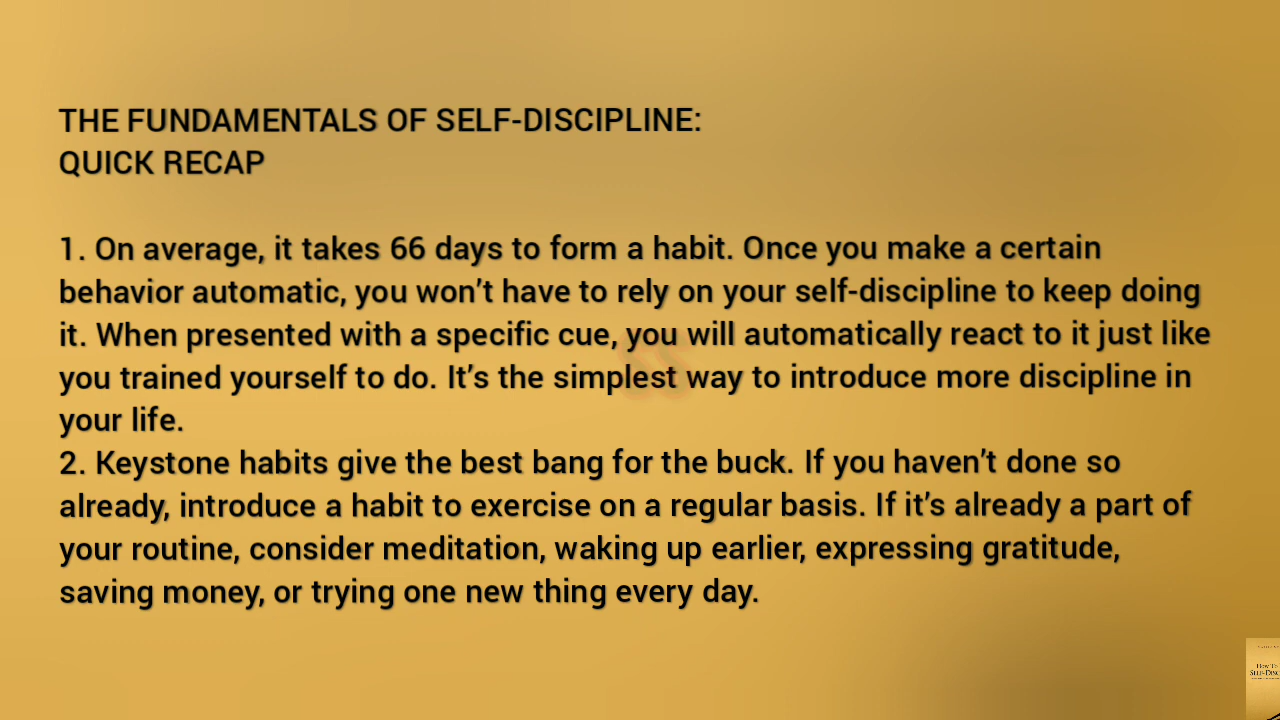 THE FUNDAMENTALS OF SELF-DISCIPLINE:
QUICK RECAP
1. On average, it takes 66 days to form a habit. Once you make a certain
behavior automatic, you won’t have to rely on your self-discipline to keep doing
it. When presented with a specific cue, you will automatically react to it just like
you trained yourself to do. It’s the simplest way to introduce more discipline in
your life.
2. Keystone habits give the best bang for the buck. If you haven’t done so
already, introduce a habit to exercise on a regular basis. If it’s already a part of
your routine, consider meditation, waking up earlier, expressing gratitude,
saving money, or trying one new thing every day.
How To